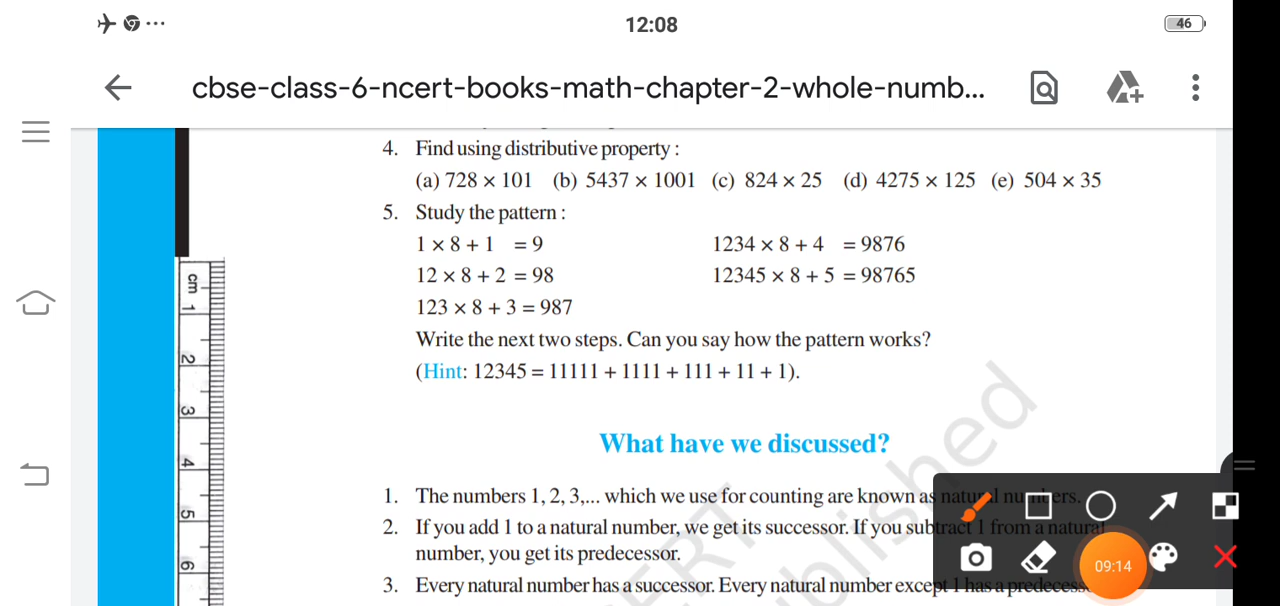 12:08
46
cbse-class-6-ncert-books-math-chapter-2-whole-numb...
4. Find using distributive property :
(a) 728 × 101 (b) 5437 × 1001 (c) 824 × 25 (d) 4275 × 125 (e) 504 × 35
5. Study the pattern :
1 × 8 + 1 = 9 1234 × 8 + 4 = 9876
12 × 8 + 2 = 98 12345 × 8 + 5 = 98765
123 × 8 + 3 = 987
Write the next two steps. Can you say how the pattern works?
(Hint: 12345 = 11111 + 1111 + 111 + 11 + 1).
What have we discussed?
1. The numbers 1, 2, 3,... which we use for counting are known as natural numbers.
2. If you add 1 to a natural number, we get its successor. If you subtract 1 from a natural
number, you get its predecessor.
3. Every natural number has a successor. Every natural number except 1 has a predecess
cm 1 2 3 4 5 6
09:14